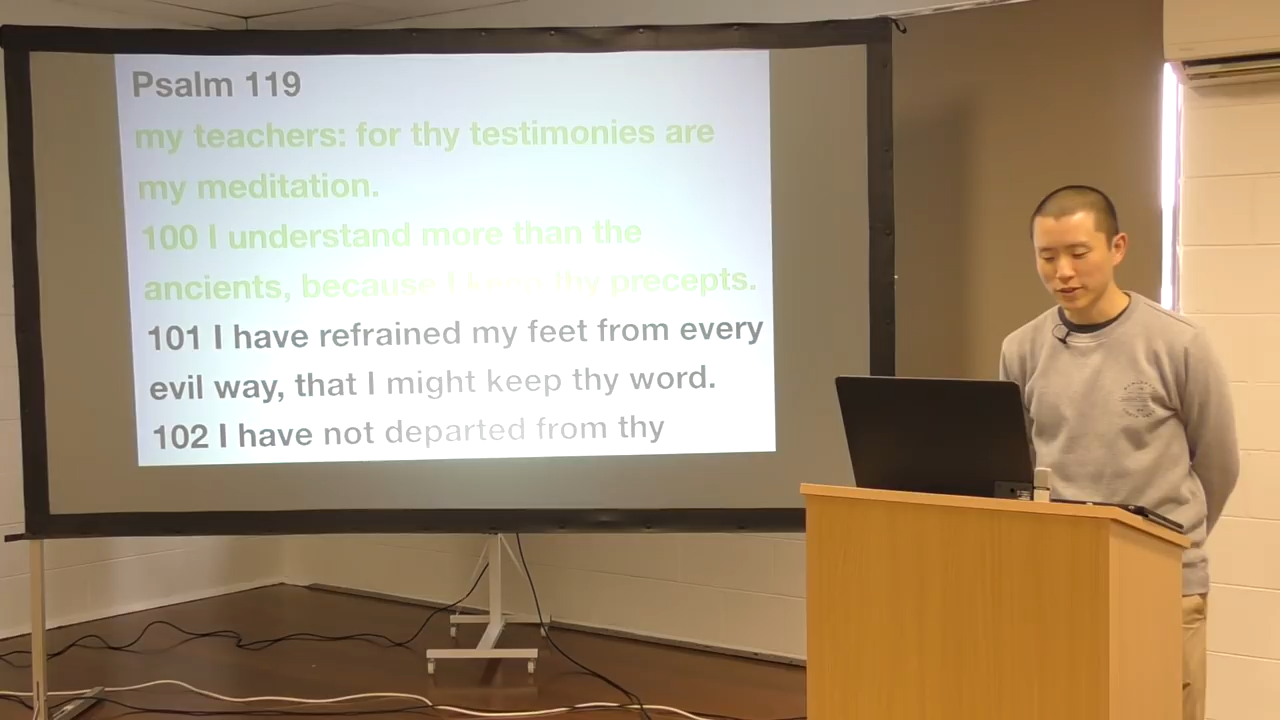 Psalm 119
my teachers: for thy testimonies are
my meditation.
100 I understand more than the
ancients, because I keep thy precepts.
101 I have refrained my feet from every
evil way, that I might keep thy word.
102 I have not departed from thy